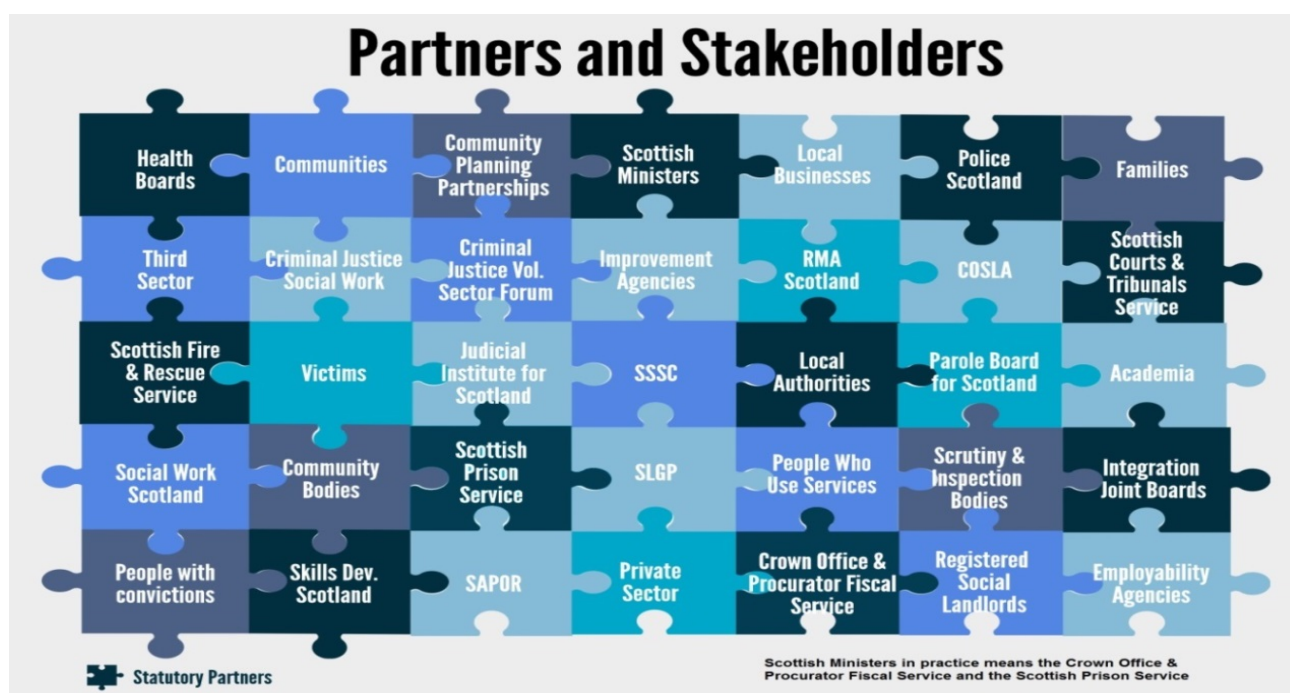 Partners and Stakeholders
Health
Boards
Communities
Community
Planning
Partnerships
Scottish
Ministers
Local
Businesses
Police
Scotland
Families
Third
Sector
Criminal Justice
Social Work
Criminal
Justice Vol.
Sector Forum
Improvement
Agencies
RMA
Scotland
COSLA
Scottish
Courts &
Tribunals
Service
Scottish Fire
& Rescue
Service
Victims
Judicial
Institute for
Scotland
SSSC
Local
Authorities
Parole Board
for Scotland
Academia
Social Work
Scotland
Community
Bodies
Scottish
Prison
Service
SLGP
People Who
Use Services
Scrutiny &
Inspection
Bodies
Integration
Joint Boards
People with
convictions
Skills Dev.
Scotland
SAPOR
Private
Sector
Crown Office &
Procurator Fiscal
Service
Registered
Social
Landlords
Employability
Agencies
Statutory Partners
Scottish Ministers in practice means the Crown Office &
Procurator Fiscal Service and the Scottish Prison Service